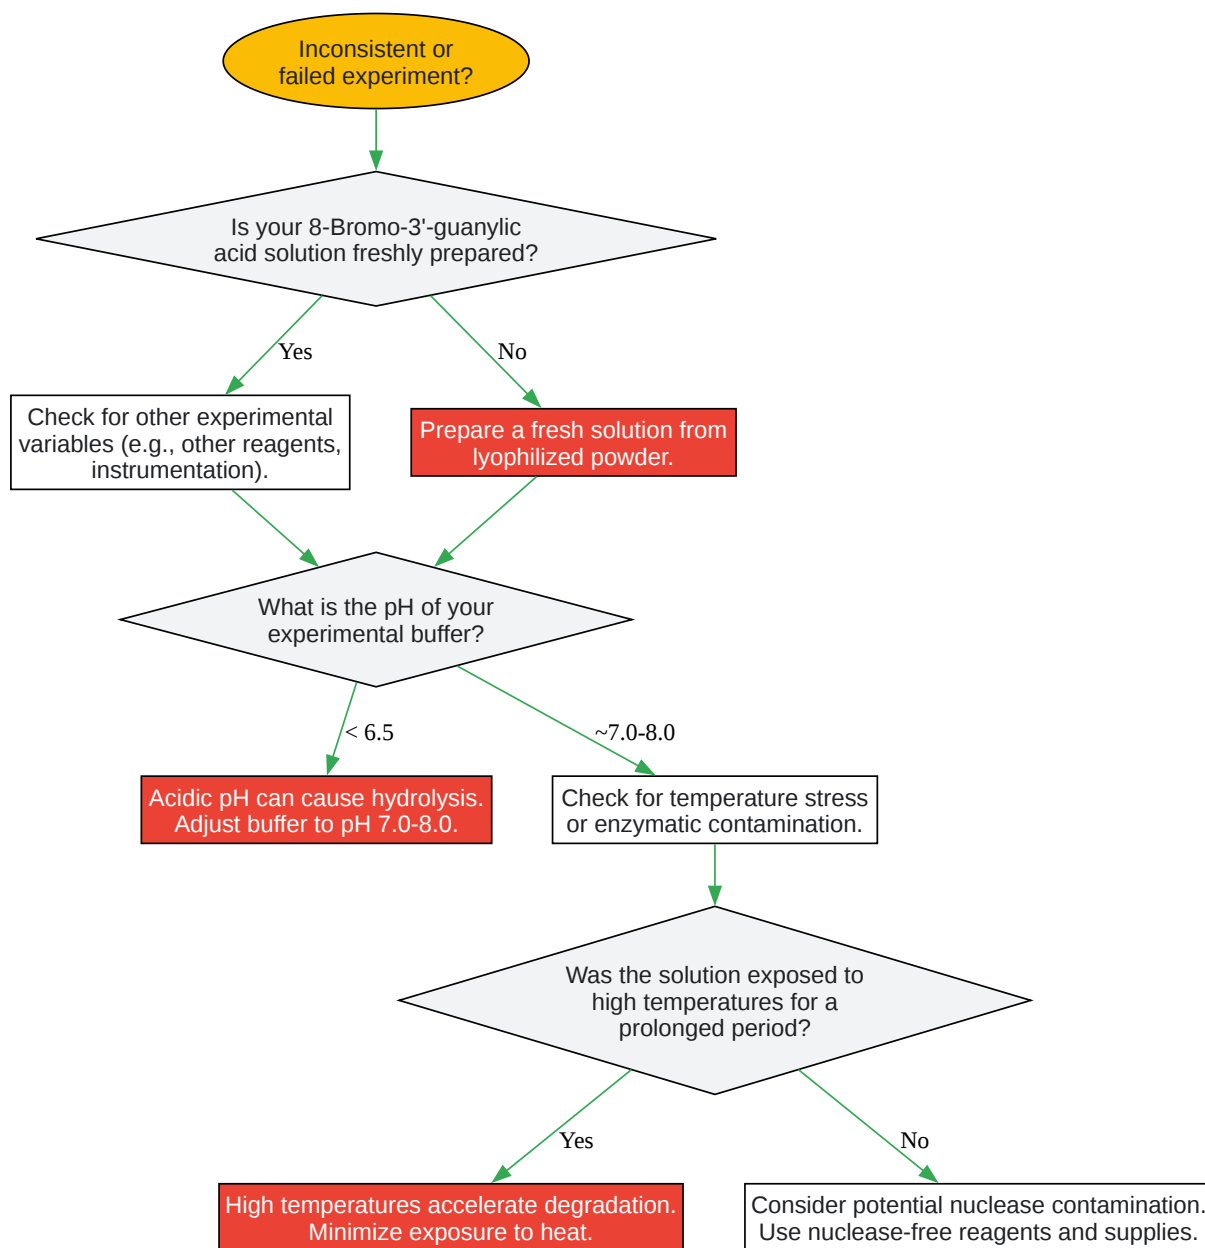 Inconsistent or
failed experiment?
Is your 8-Bromo-3'-guanylic
acid solution freshly prepared?
Yes
No
Check for other experimental
variables (e.g., other reagents,
instrumentation).
Prepare a fresh solution from
lyophilized powder.
What is the pH of your
experimental buffer?
< 6.5
~7.0-8.0
Acidic pH can cause hydrolysis.
Adjust buffer to pH 7.0-8.0.
Check for temperature stress
or enzymatic contamination.
Was the solution exposed to
high temperatures for a
prolonged period?
Yes
No
High temperatures accelerate degradation.
Minimize exposure to heat.
Consider potential nuclease contamination.
Use nuclease-free reagents and supplies.